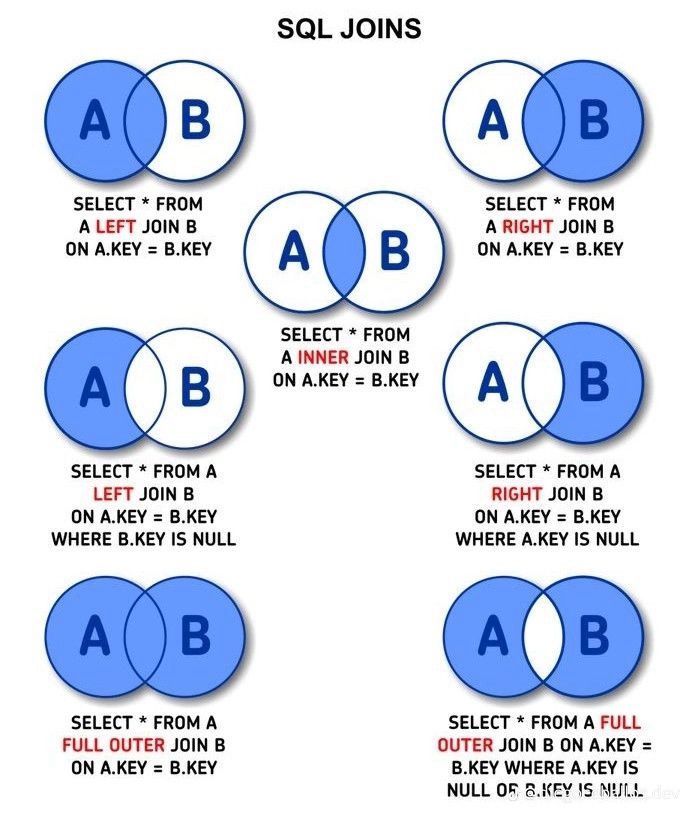 SQL JOINS
A B
SELECT * FROM
A LEFT JOIN B
ON A.KEY = B.KEY
A B
SELECT * FROM
A RIGHT JOIN B
ON A.KEY = B.KEY
A B
SELECT * FROM
A INNER JOIN B
ON A.KEY = B.KEY
A B
SELECT * FROM A
LEFT JOIN B
ON A.KEY = B.KEY
WHERE B.KEY IS NULL
A B
SELECT * FROM A
RIGHT JOIN B
ON A.KEY = B.KEY
WHERE A.KEY IS NULL
A B
SELECT * FROM A
FULL OUTER JOIN B
ON A.KEY = B.KEY
A B
SELECT * FROM A FULL
OUTER JOIN B ON A.KEY =
B.KEY WHERE A.KEY IS
NULL OR B.KEY IS NULL